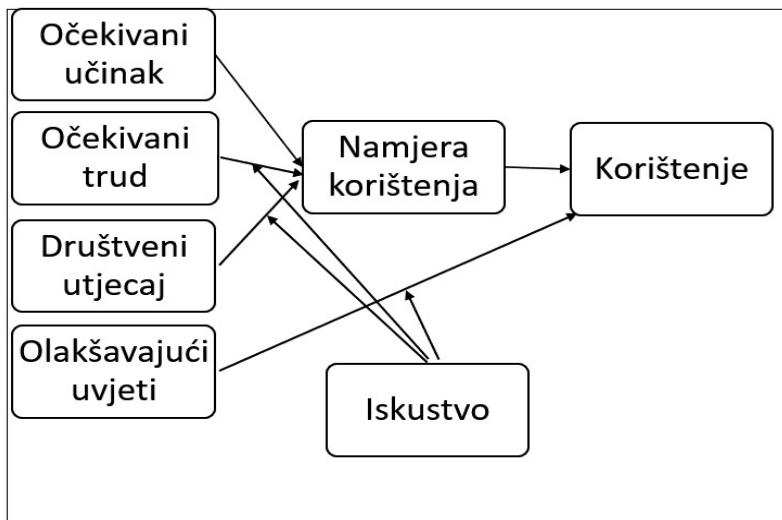 Očekivani
učinak
Očekivani
trud
Društveni
utjecaj
Olakšavajući
uvjeti
Namjera
korištenja
Korištenje
Iskustvo